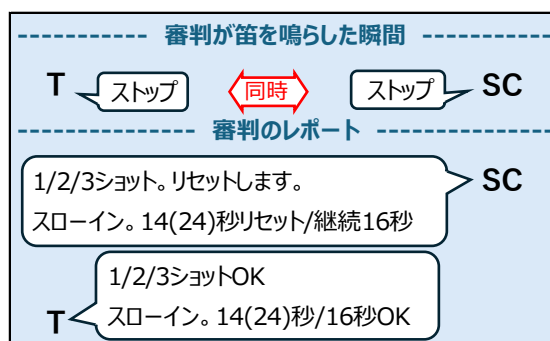 審判が笛を鳴らした瞬間
T ストップ 同時 ストップ SC
審判のレポート
1/2/3ショット。リセットします。 SC
スローイン。14(24)秒リセット/継続16秒
1/2/3ショットOK
T スローイン。14(24)秒/16秒OK